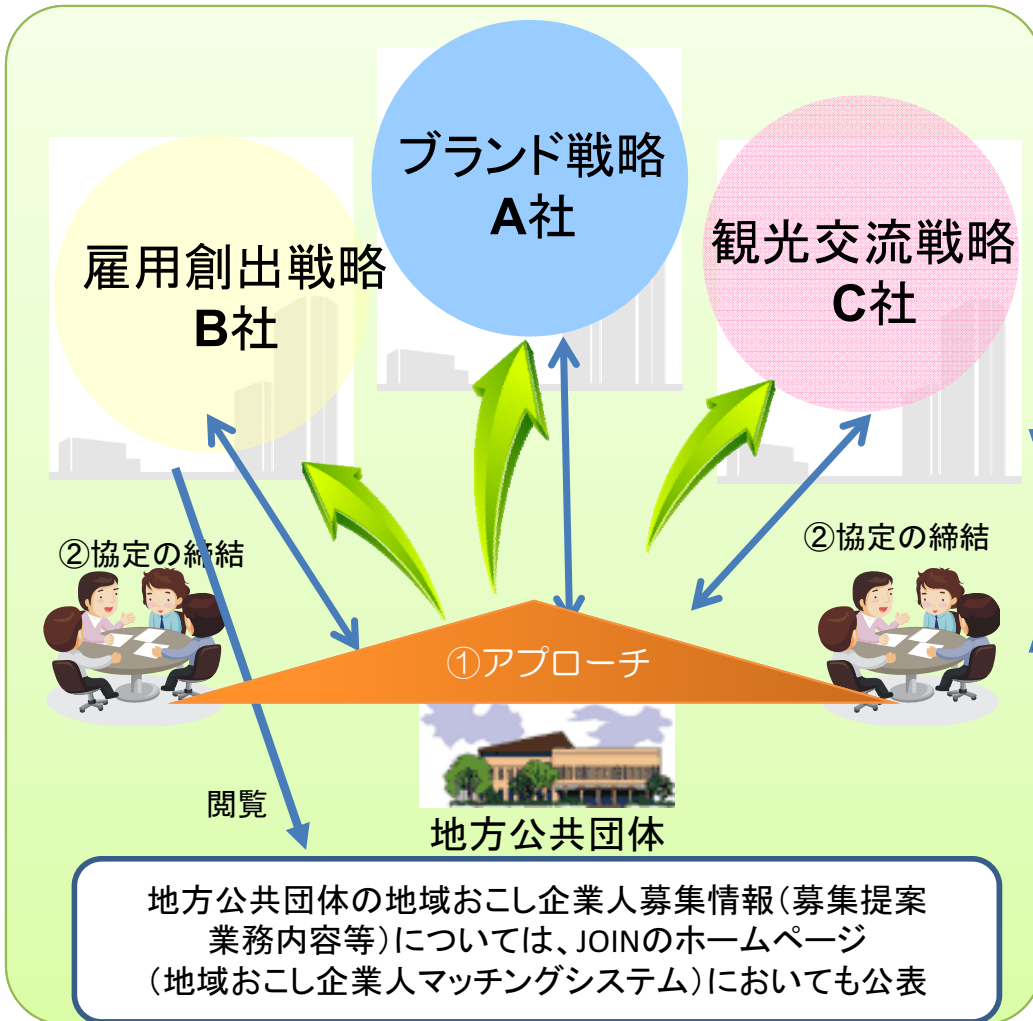 ブランド戦略
A社
雇用創出戦略
B社
観光交流戦略
C社
②協定の締結
②協定の締結
①アプローチ
閲覧
地方公共団体
地方公共団体の地域おこし企業人募集情報（募集提案
業務内容等）については、JOINのホームページ
（地域おこし企業人マッチングシステム）においても公表